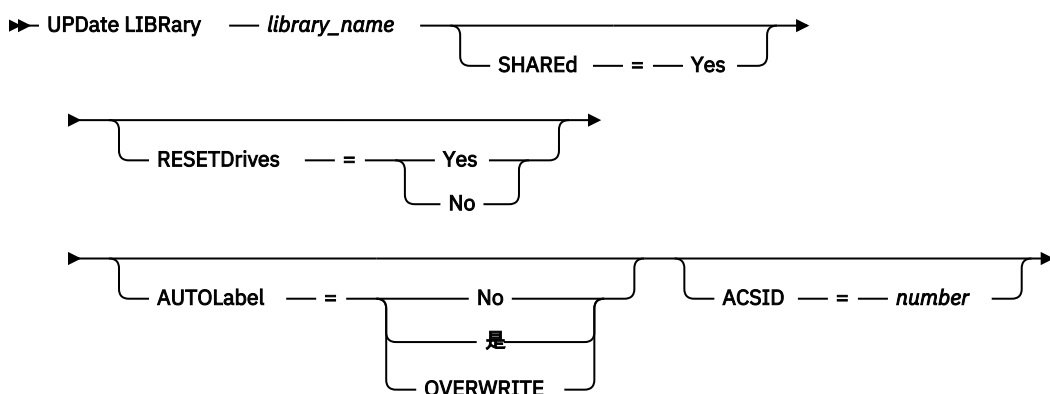 UPDate LIBRary library_name
SHAREd = Yes
RESETDrives = Yes
No
AUTOLabel = No ACSID = number
是
OVERWRITE